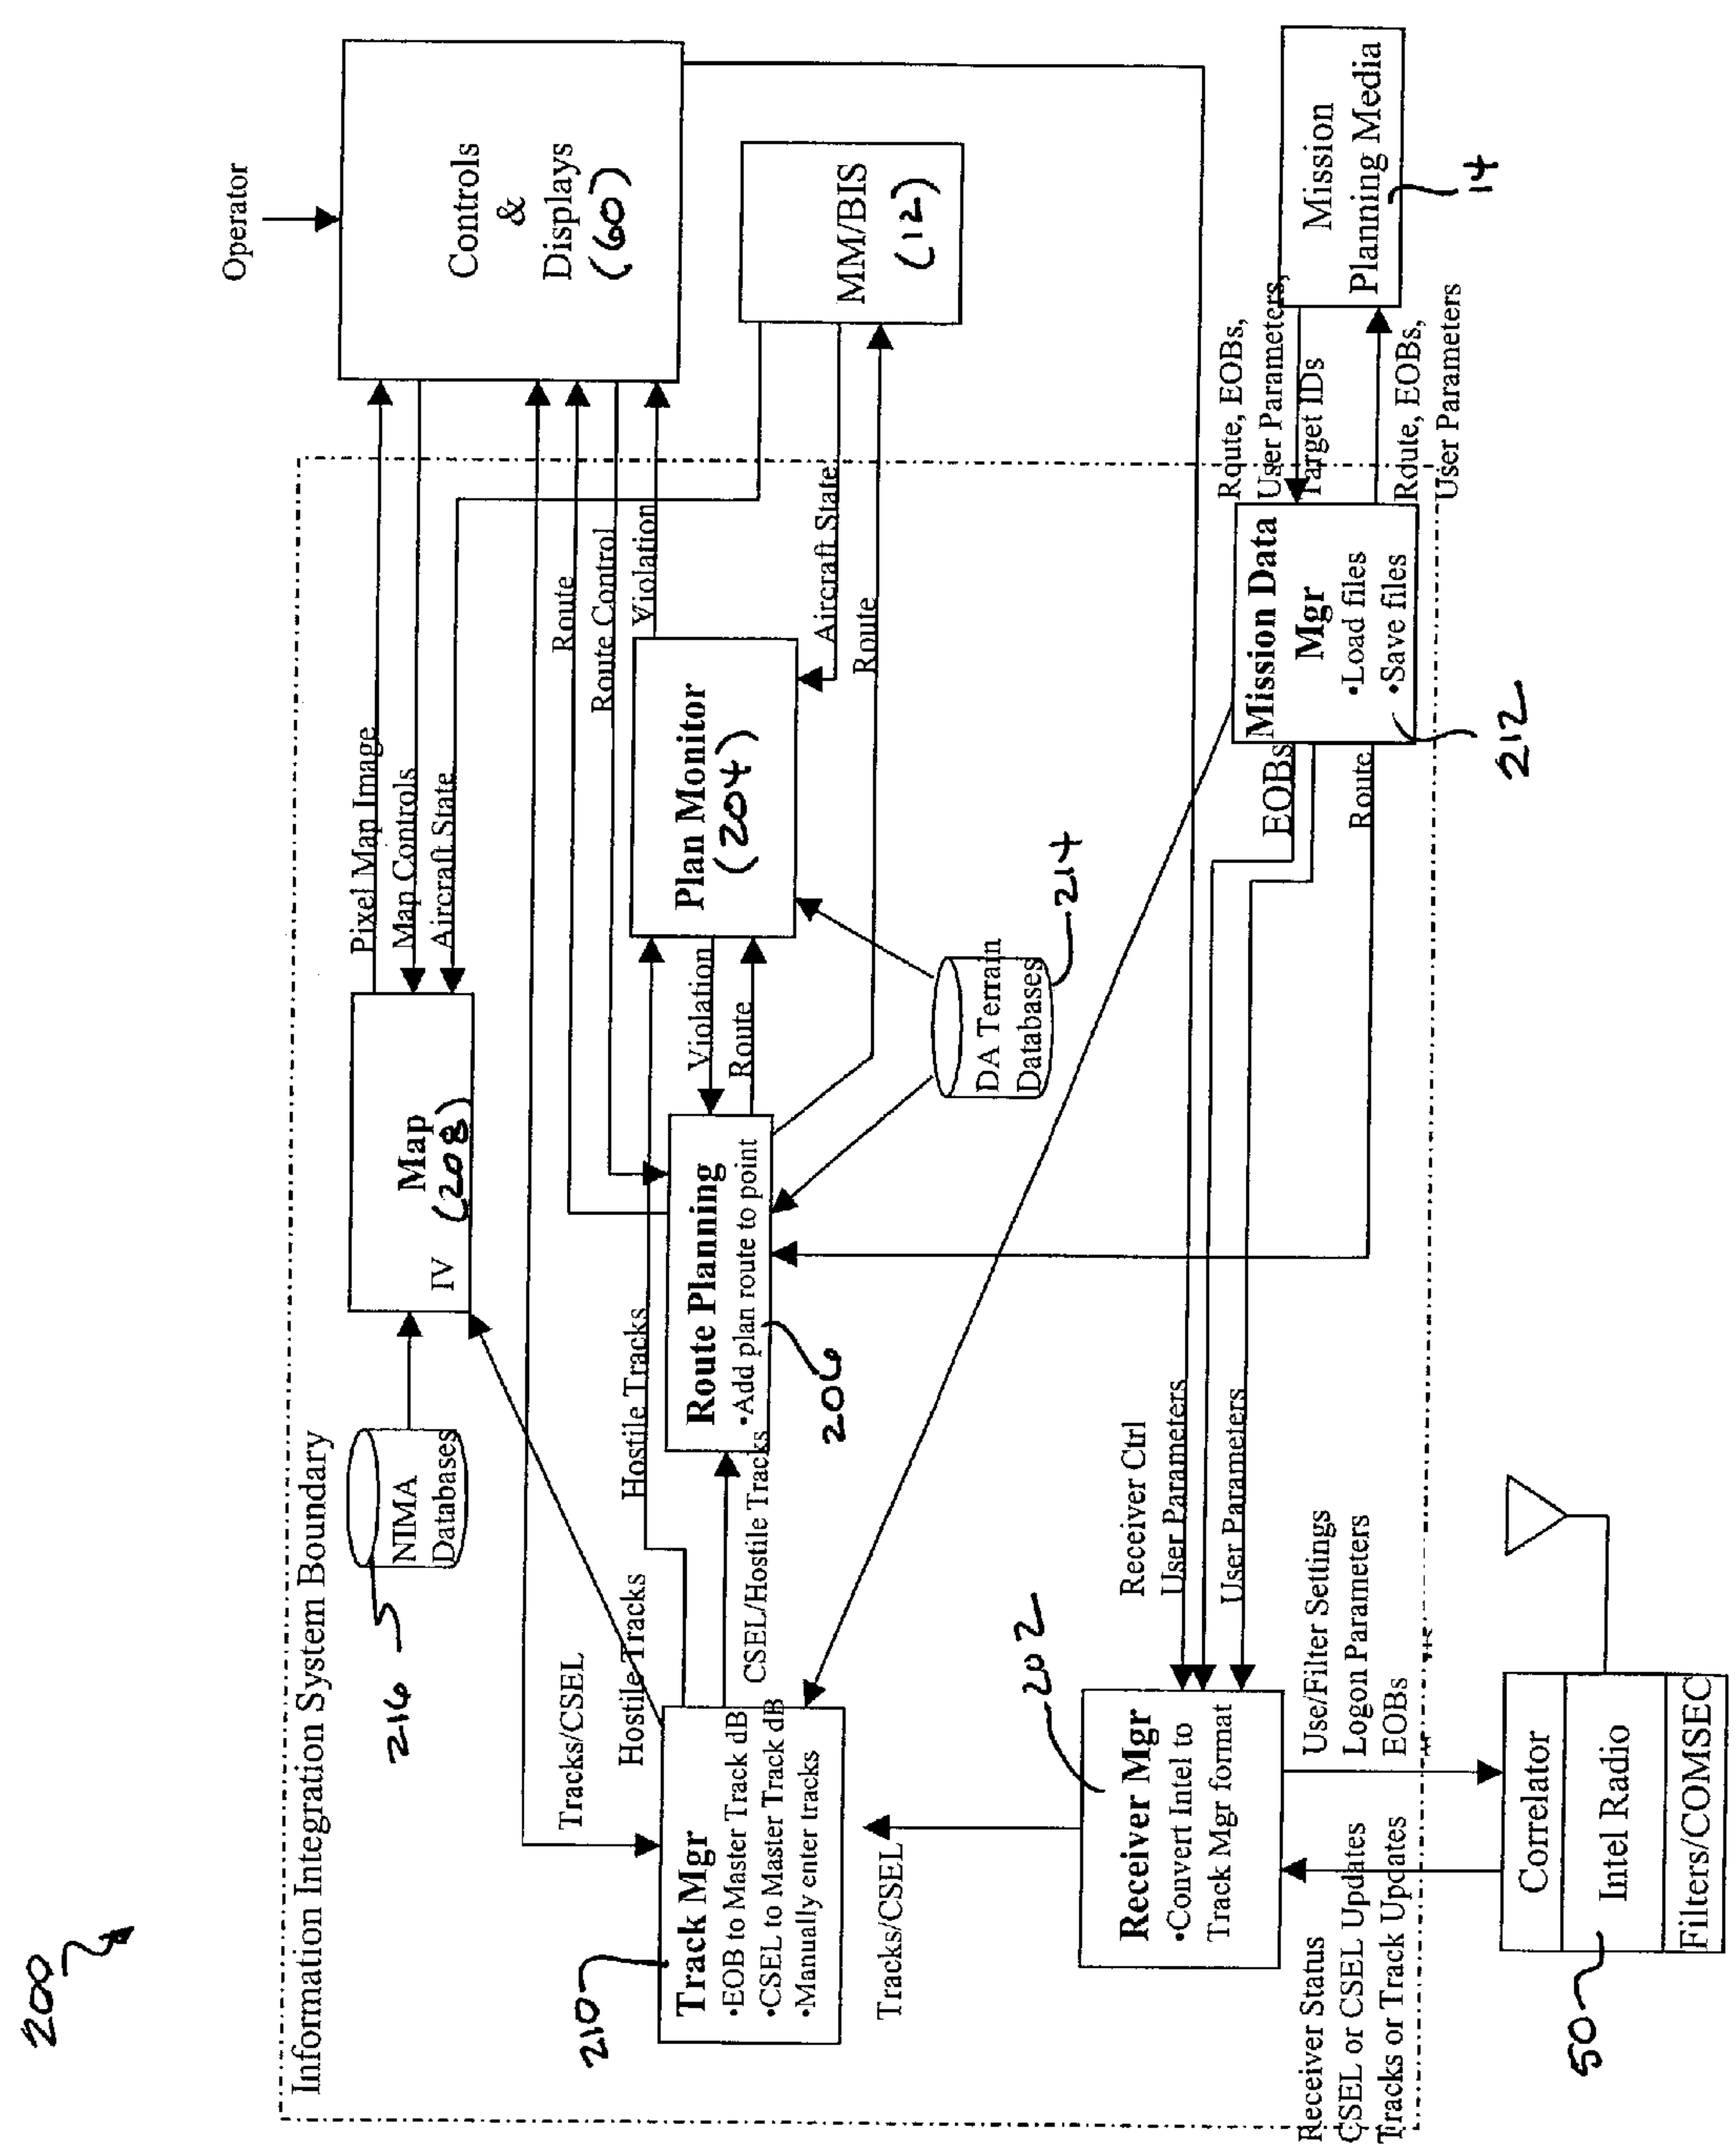 200
Information Integration System Boundary
216
NIMA
Databases
Map
(208)
IV
Pixel Map Image
Map Controls
Aircraft State
Operator
Controls
&
Displays
(60)
Tracks/CSEL
Hostile Tracks
Hostile Tracks
Route
Route Control
Violation
210
Track Mgr
•EOB to Master Track dB
•CSEL to Master Track dB
•Manually enter tracks
CSEL/Hostile Tracks
Route Planning
•Add plan route to point
206
Violation
Route
Plan Monitor
(204)
Aircraft State
Route
MM/BIS
(12)
DA Terrain
Databases
214
Tracks/CSEL
202
Receiver Mgr
•Convert Intel to
Track Mgr format
Receiver Ctrl
User Parameters
User Parameters
EOBs
Route
Mission Data
Mgr
•Load files
•Save files
212
Route, EOBs,
User Parameters,
Target IDs
Route, EOBs,
User Parameters
Mission
Planning Media
14
Receiver Status
CSEL or CSEL Updates
Tracks or Track Updates
Use/Filter Settings
Logon Parameters
EOBs
Correlator
Intel Radio
Filters/COMSEC
50